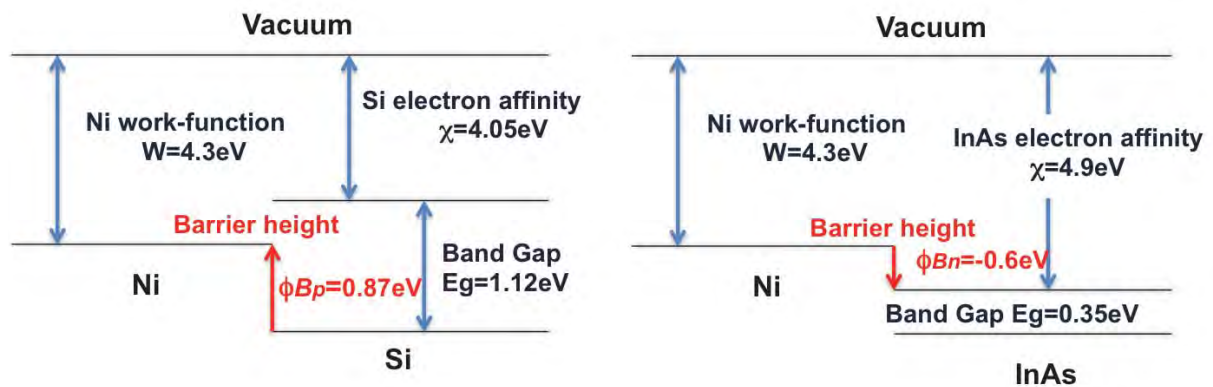 Vacuum
Ni work-function
W=4.3eV
Si electron affinity
χ=4.05eV
Barrier height
Ni
ϕBp=0.87eV
Band Gap
Eg=1.12eV
Si
Vacuum
Ni work-function
W=4.3eV
InAs electron affinity
χ=4.9eV
Barrier height
ϕBn=-0.6eV
Ni
Band Gap Eg=0.35eV
InAs